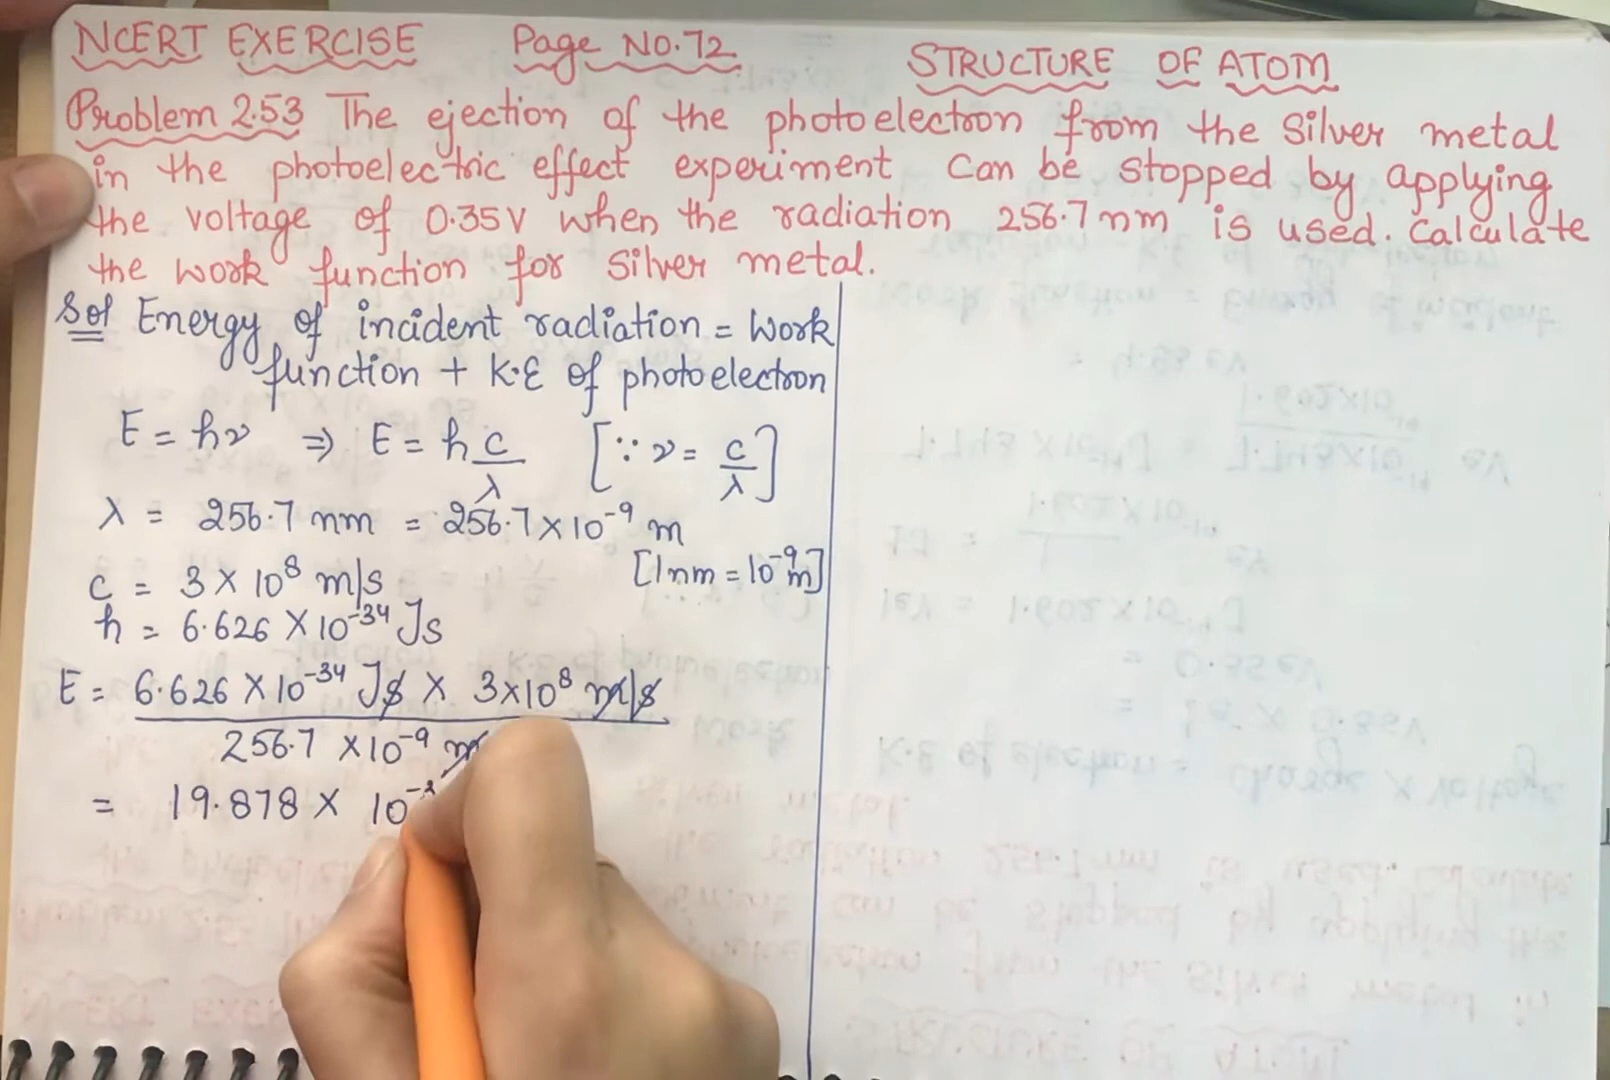 NCERT EXERCISE Page NO.72 STRUCTURE OF ATOM
Problem 2.53 The ejection of the photoelectron from the silver metal
in the photoelectric effect experiment can be stopped by applying
the voltage of 0.35V when the radiation 256.7 nm is used. Calculate
the work function for silver metal.
Sol Energy of incident radiation = Work
function + K.E of photoelectron
E = hν ⇒ E = h c/λ [∵ ν = c/λ]
λ = 256.7 nm = 256.7 × 10⁻⁹ m
[1nm = 10⁻⁹ m]
c = 3 × 10⁸ m/s
h = 6.626 × 10⁻³⁴ Js
E = 6.626 × 10⁻³⁴ Js × 3×10⁸ m/s
256.7 × 10⁻⁹ m
= 19.878 × 10